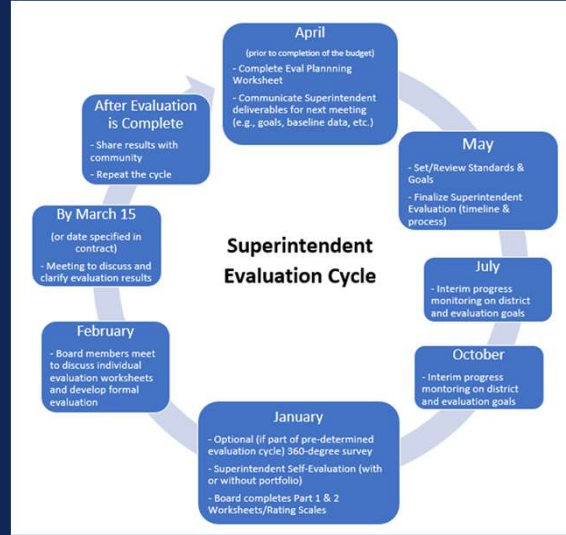 April
(prior to completion of the budget)
- Complete Eval Plannning
Worksheet
- Communicate Superintendent
deliverables for next meeting
(e.g., goals, baseline data, etc.)
May
- Set/Review Standards &
Goals
- Finalize Superintendent
Evaluation (timeline &
process)
July
- Interim progress
monitoring on district
and evaluation goals
October
- Interim progress
monitoring on district
and evaluation goals
January
- Optional (if part of pre-determined
evaluation cycle) 360-degree survey
- Superintendent Self-Evaluation (with
or without portfolio)
- Board completes Part 1 & 2
Worksheets/Rating Scales
February
- Board members meet
to discuss individual
evaluation worksheets
and develop formal
evaluation
By March 15
(or date specified in
contract)
- Meeting to discuss and
clarify evaluation results
After Evaluation
is Complete
- Share results with
community
- Repeat the cycle
Superintendent
Evaluation Cycle